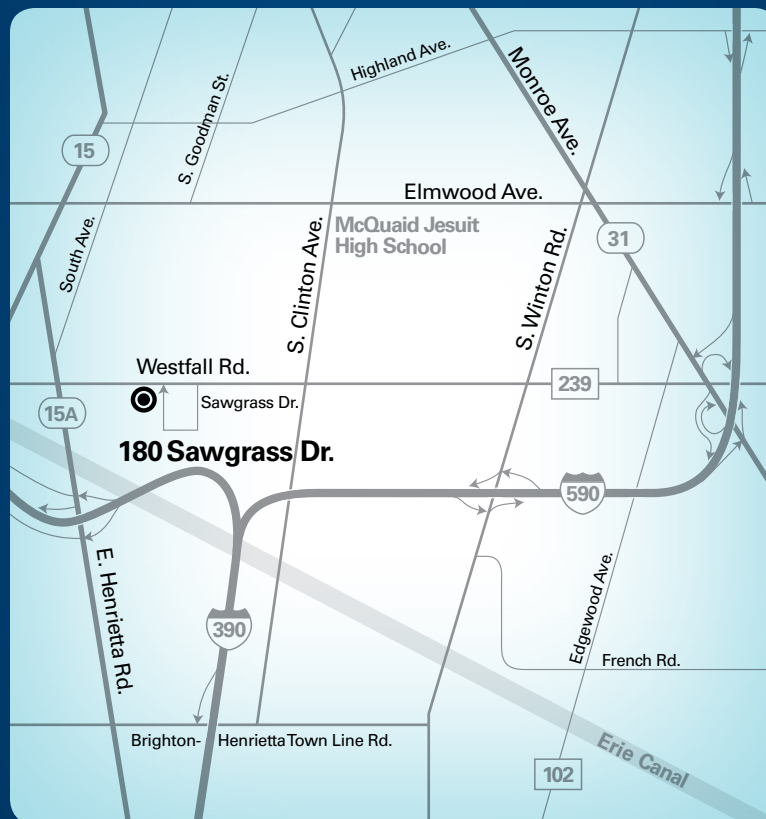 Highland Ave.
Monroe Ave.
S. Goodman St.
15
Elmwood Ave.
McQuaid Jesuit
High School
31
South Ave.
S. Clinton Ave.
S. Winton Rd.
Westfall Rd.
239
Sawgrass Dr.
15A
180 Sawgrass Dr.
590
E. Henrietta Rd.
390
Edgewood Ave.
French Rd.
Brighton- Henrietta Town Line Rd.
Erie Canal
102